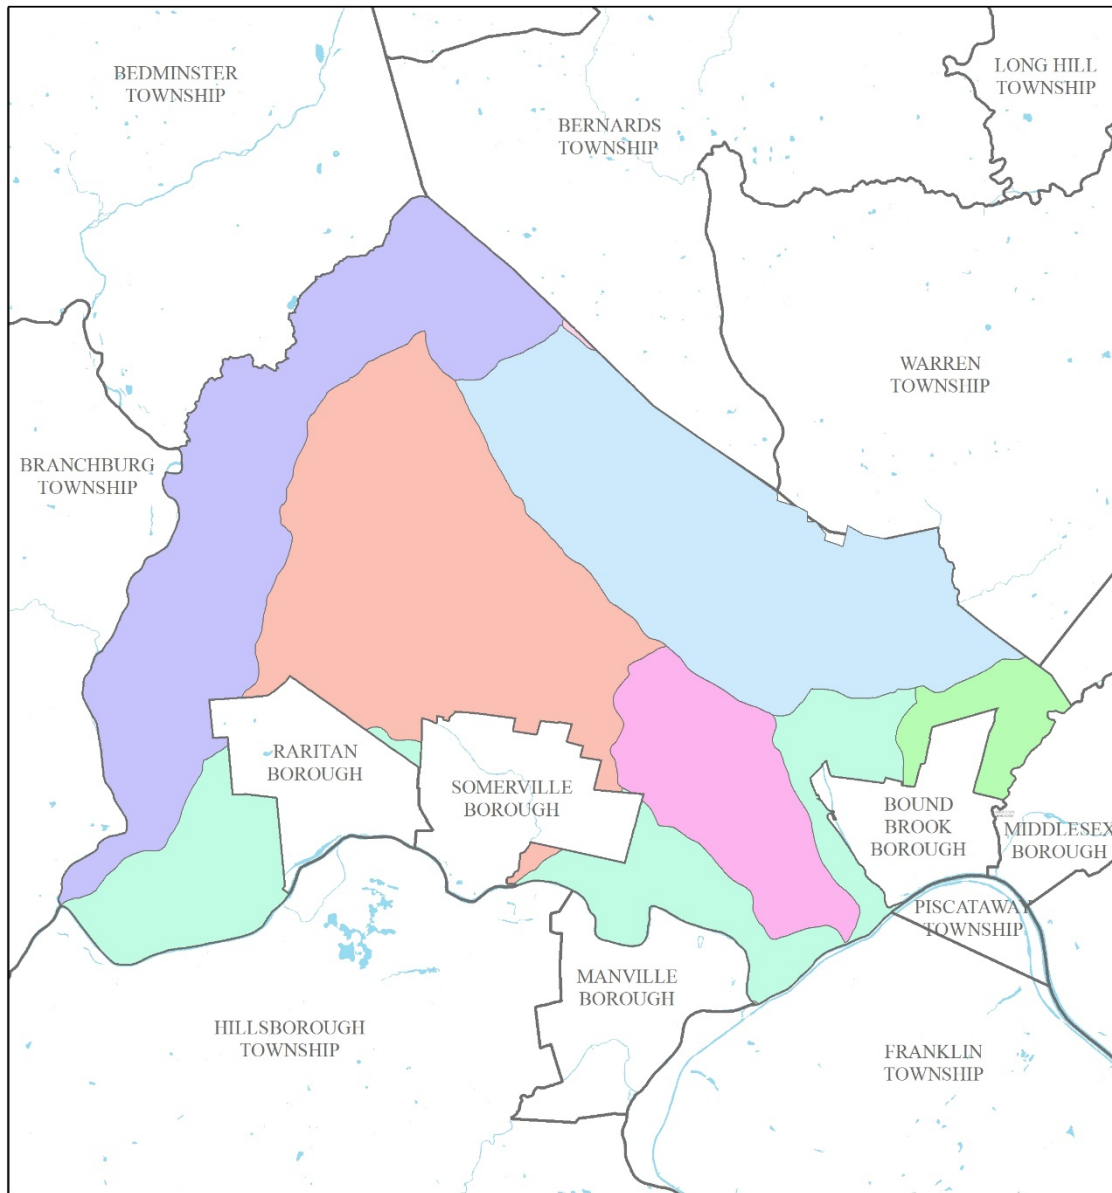 BEDMINSTER
TOWNSHIP
LONG HILL
TOWNSHIP
BERNARDS
TOWNSHIP
WARREN
TOWNSHIP
BRANCHBURG
TOWNSHIP
RARITAN
BOROUGH
SOMERVILLE
BOROUGH
BOUND
BROOK
BOROUGH
MIDDLESEX
BOROUGH
PISCATAWAY
TOWNSHIP
MANVILLE
BOROUGH
HILLSBOROUGH
TOWNSHIP
FRANKLIN
TOWNSHIP